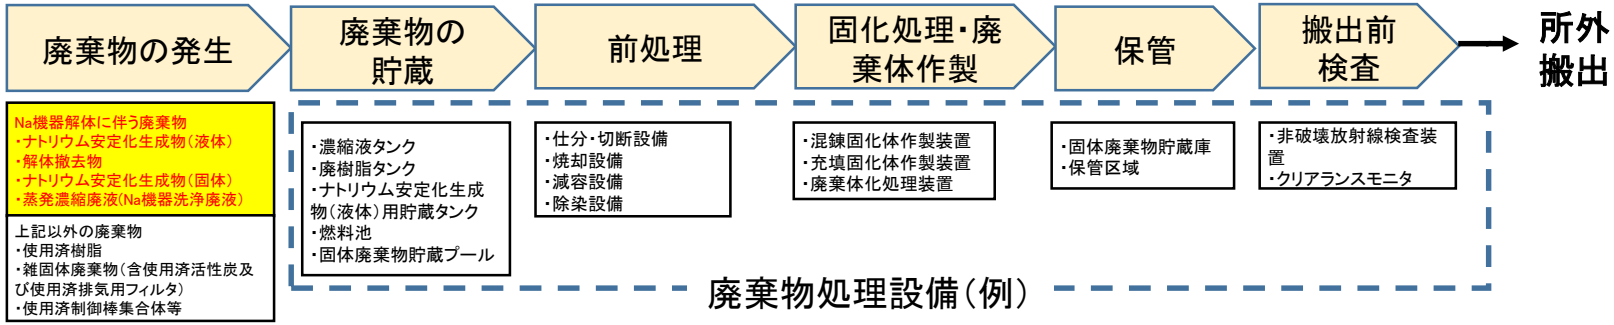 廃棄物の発生
廃棄物の
貯蔵
前処理
固化処理・廃
棄体作製
保管
搬出前
検査
所外
搬出
Na機器解体に伴う廃棄物
・ナトリウム安定化生成物(液体)
・解体撤去物
・ナトリウム安定化生成物(固体)
・蒸発濃縮廃液(Na機器洗浄廃液)
上記以外の廃棄物
・使用済樹脂
・雑固体廃棄物(含使用済活性炭及
び使用済排気用フィルタ)
・使用済制御棒集合体等
・濃縮液タンク
・廃樹脂タンク
・ナトリウム安定化生成
物(液体)用貯蔵タンク
・燃料池
・固体廃棄物貯蔵プール
・仕分・切断設備
・焼却設備
・減容設備
・除染設備
・混錬固化体作製装置
・充填固化体作製装置
・廃棄体化処理装置
・固体廃棄物貯蔵庫
・保管区域
・非破壊放射線検査装
置
・クリアランスモニタ
廃棄物処理設備(例)